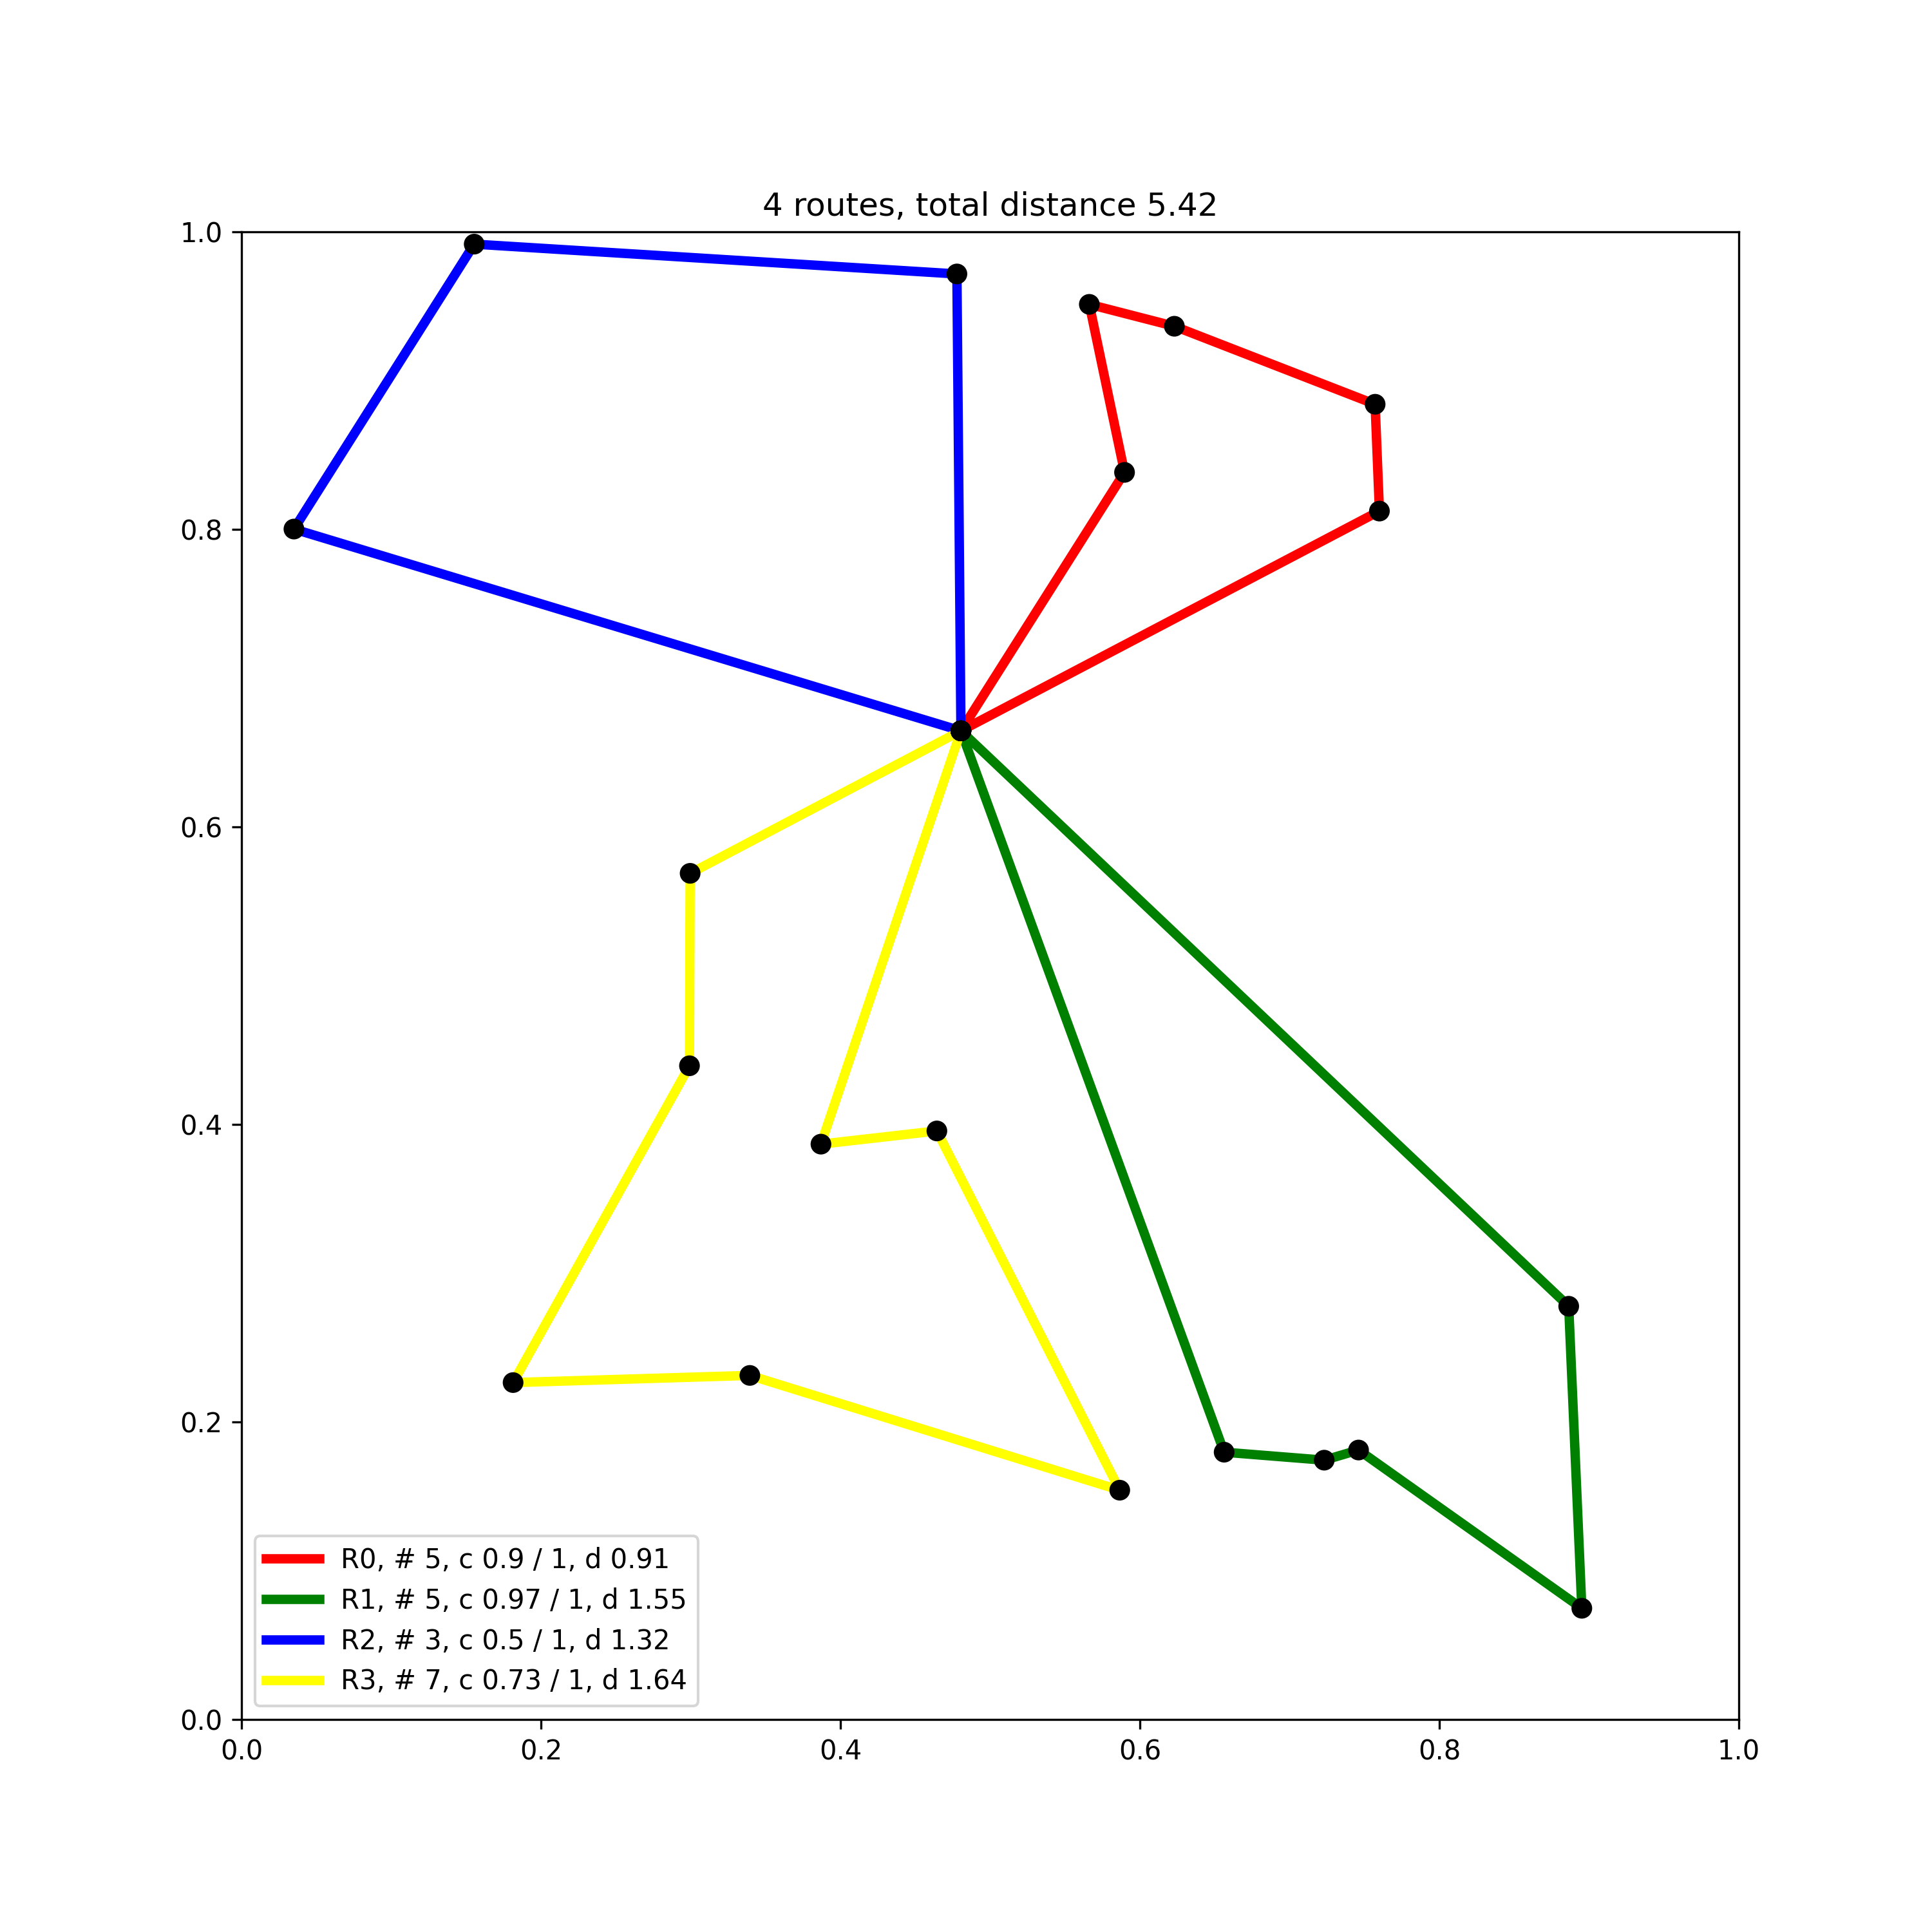 4 routes, total distance 5.42
1.0
0.8
0.6
0.4
0.2
0.0
R0, # 5, c 0.9 / 1, d 0.91
R1, # 5, c 0.97 / 1, d 1.55
R2, # 3, c 0.5 / 1, d 1.32
R3, # 7, c 0.73 / 1, d 1.64
0.0 0.2 0.4 0.6 0.8 1.0